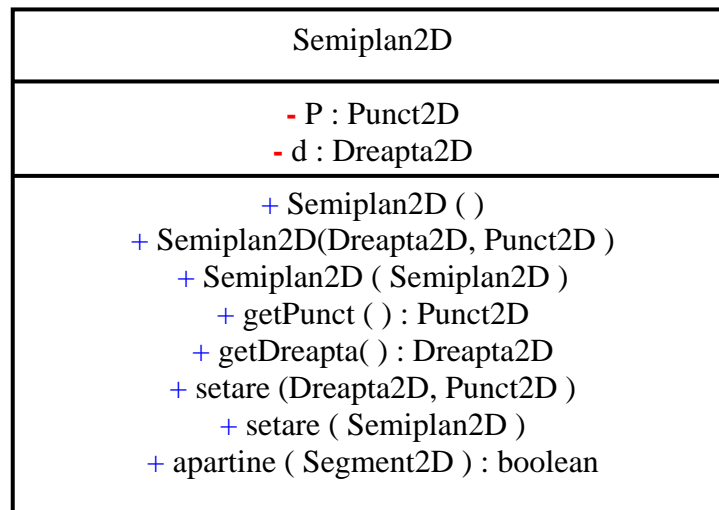 Semiplan2D
- P : Punct2D
- d : Dreapta2D
+ Semiplan2D ( )
+ Semiplan2D(Dreapta2D, Punct2D )
+ Semiplan2D ( Semiplan2D )
+ getPunct ( ) : Punct2D
+ getDreapta( ) : Dreapta2D
+ setare (Dreapta2D, Punct2D )
+ setare ( Semiplan2D )
+ apartine ( Segment2D ) : boolean